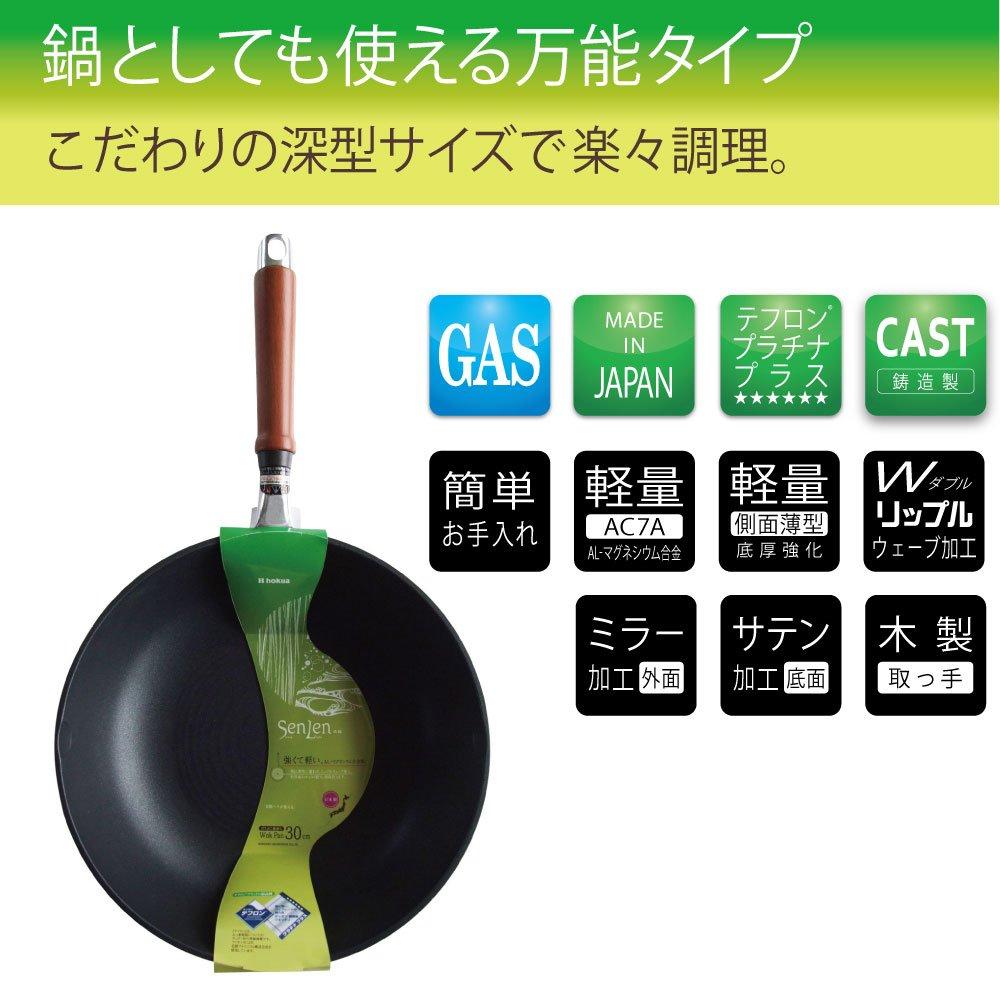 鍋としても使える万能タイプ
こだわりの深型サイズで楽々調理。
GAS
MADE
IN
JAPAN
テフロン®
プラチナ
プラス
★★★★★★
CAST
鋳造製
簡単
お手入れ
軽量
AC7A
AL-マグネシウム合金
軽量
側面薄型
底厚強化
W ダブル
リップル
ウェーブ加工
ミラー
加工 外面
サテン
加工 底面
木製
取っ手
H hokua
SenLen
強くて軽い。
Wok Pan 30cm
テフロン